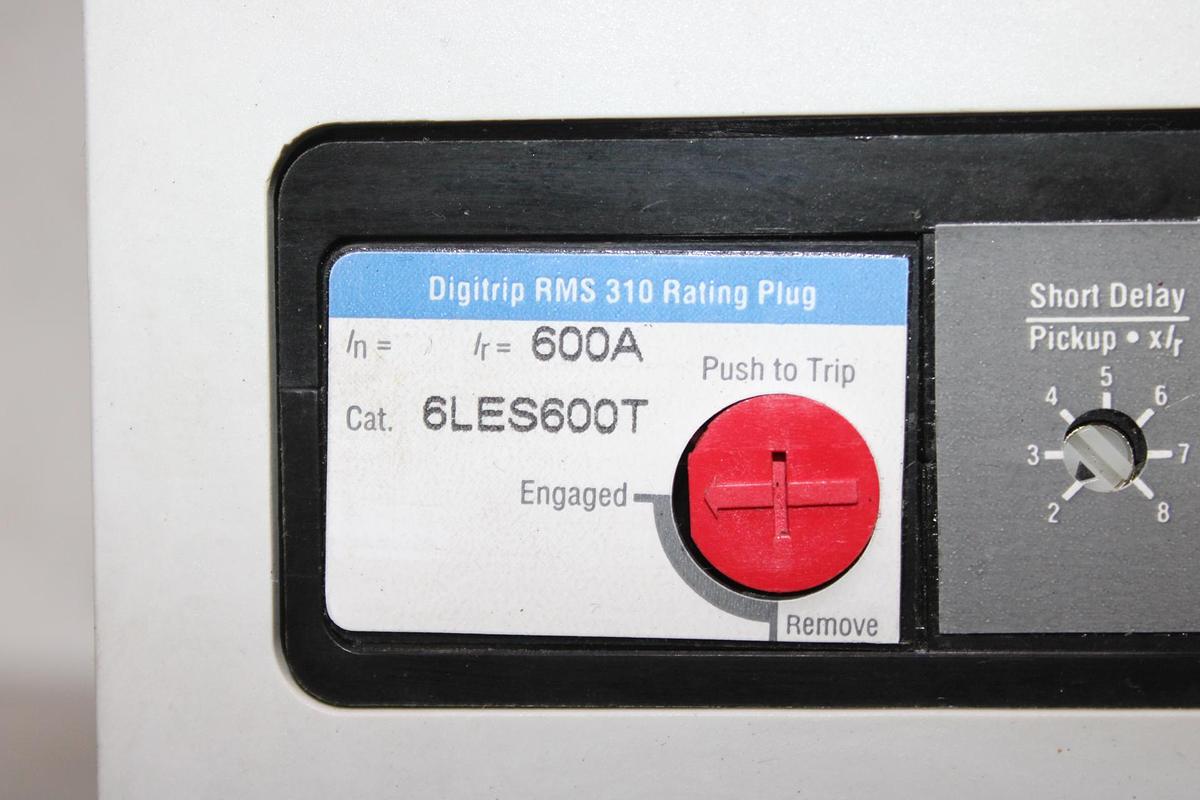 Digitrip RMS 310 Rating Plug
In = Ir = 600A
Cat. 6LES600T
Push to Trip
Engaged
Remove
Short Delay
Pickup • x Ir
2 3 4 5 6 7 8